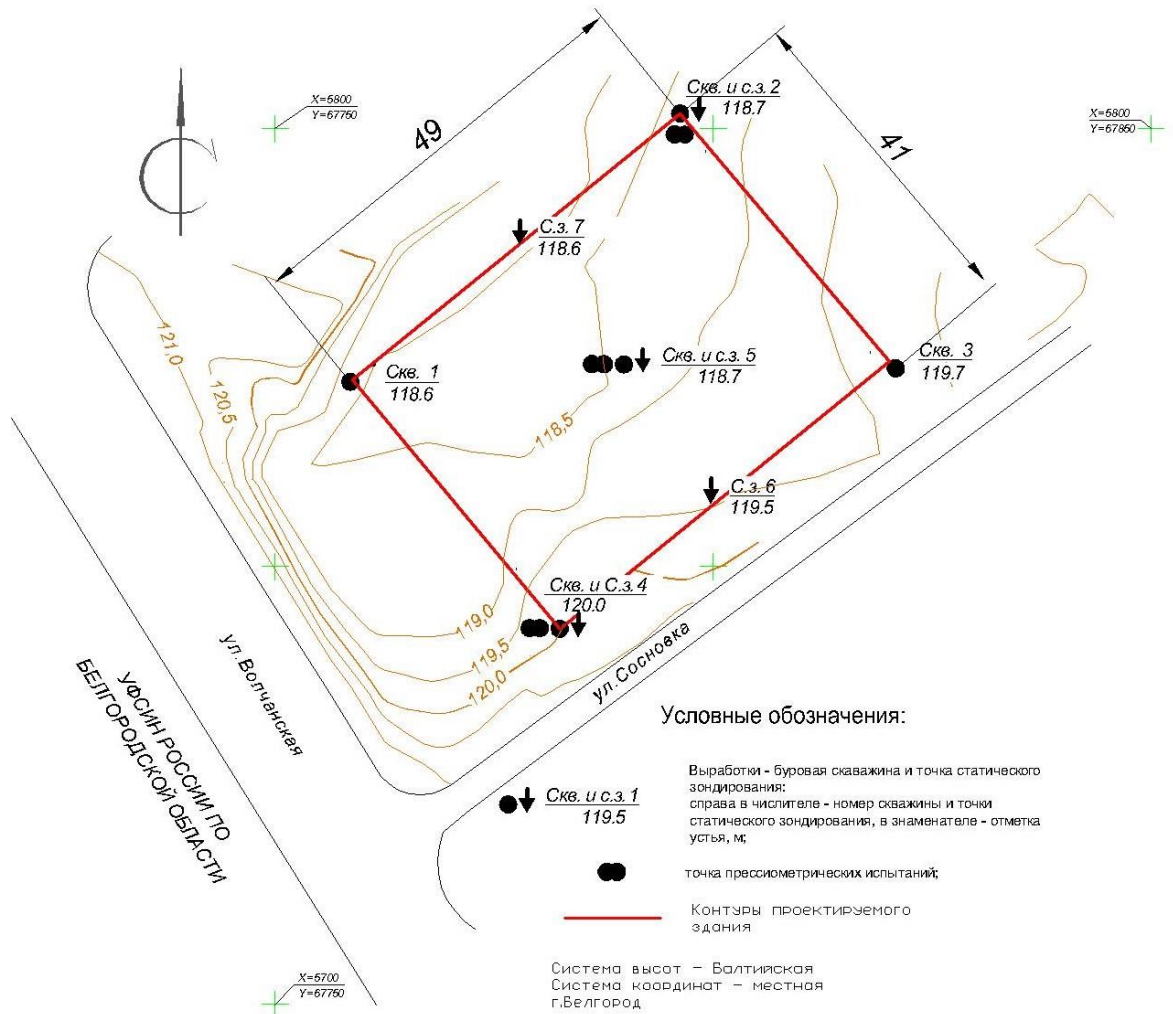 49
41
X=5800
Y=67750
X=5800
Y=67850
Скв. и с.з. 2
118.7
С.з. 7
118.6
Скв. 1
118.6
Скв. и с.з. 5
118.7
Скв. 3
119.7
С.з. 6
119.5
Скв. и С.з. 4
120.0
121,0
120,5
118,5
119,0
119,5
120,0
ул.Волчанская
ул.Сосновка
УФСИН РОССИИ ПО
БЕЛГОРОДСКОЙ ОБЛАСТИ
X=5700
Y=67750
Условные обозначения:
Скв. и с.з. 1
119.5
Выработки - буровая скаважина и точка статического
зондирования:
справа в числителе - номер скважины и точки
статического зондирования, в знаменателе - отметка
устья, м;
точка прессиометрических испытаний;
Контуры проектируемого
здания
Система высот - Балтийская
Система координат - местная
г.Белгород